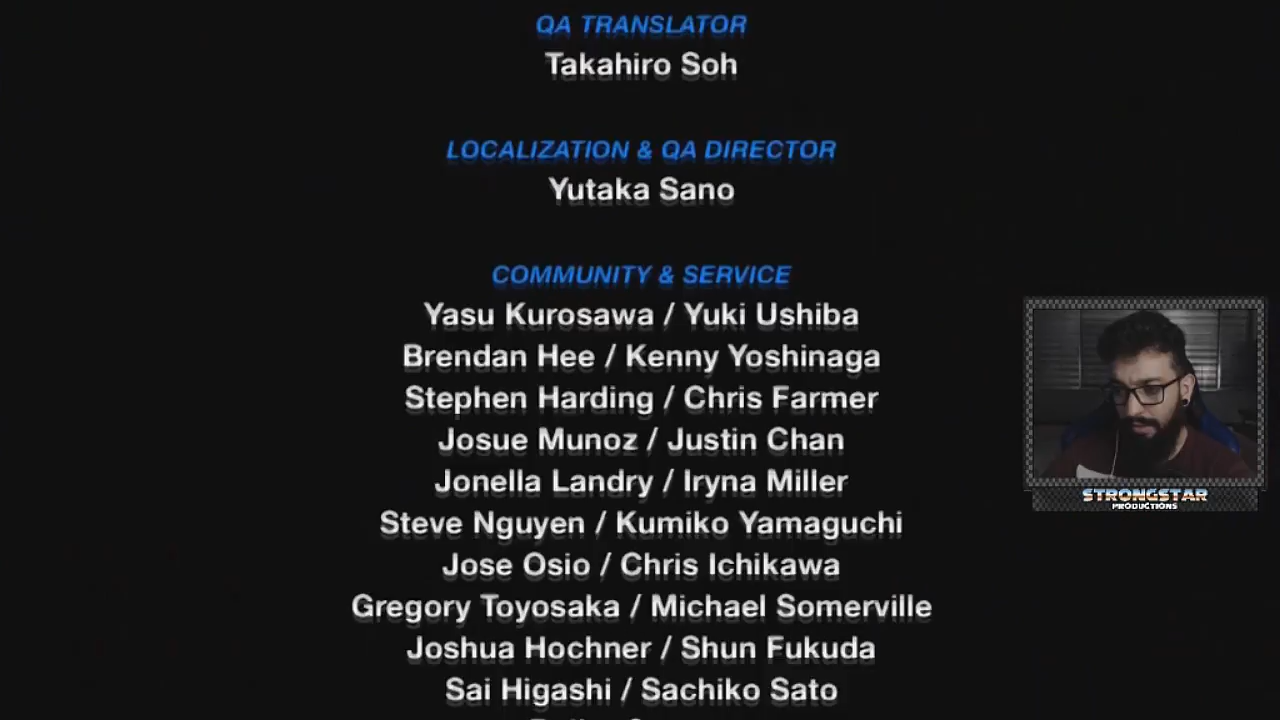 QA TRANSLATOR
Takahiro Soh
LOCALIZATION & QA DIRECTOR
Yutaka Sano
COMMUNITY & SERVICE
Yasu Kurosawa / Yuki Ushiba
Brendan Hee / Kenny Yoshinaga
Stephen Harding / Chris Farmer
Josue Munoz / Justin Chan
Jonella Landry / Iryna Miller
Steve Nguyen / Kumiko Yamaguchi
Jose Osio / Chris Ichikawa
Gregory Toyosaka / Michael Somerville
Joshua Hochner / Shun Fukuda
Sai Higashi / Sachiko Sato
STRONGSTAR
PRODUCTIONS